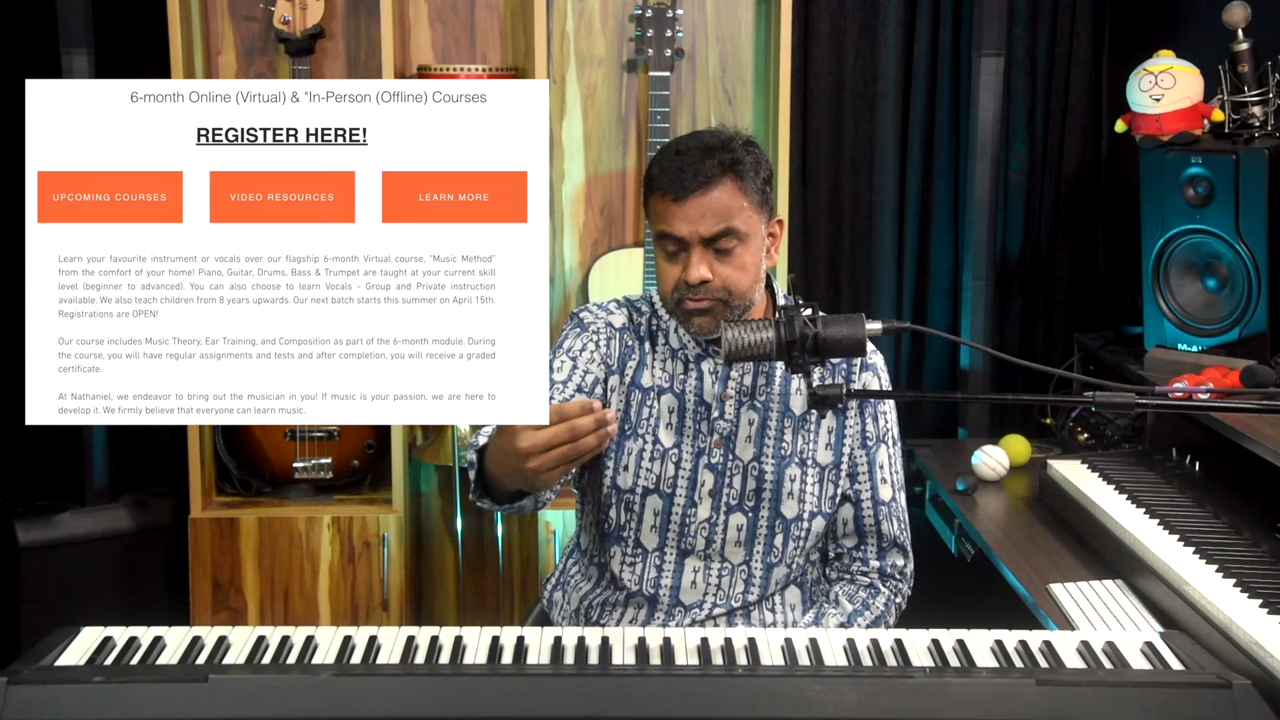 6-month Online (Virtual) & "In-Person (Offline) Courses
REGISTER HERE!
UPCOMING COURSES
VIDEO RESOURCES
LEARN MORE
Learn your favourite instrument or vocals over our flagship 6-month Virtual course, "Music Method"
from the comfort of your home! Piano, Guitar, Drums, Bass & Trumpet are taught at your current skill
level (beginner to advanced). You can also choose to learn Vocals - Group and Private instruction
available. We also teach children from 8 years upwards. Our next batch starts this summer on April 15th.
Registrations are OPEN!
Our course includes Music Theory, Ear Training, and Composition as part of the 6-month module. During
the course, you will have regular assignments and tests and after completion, you will receive a graded
certificate.
At Nathaniel, we endeavor to bring out the musician in you! If music is your passion, we are here to
develop it. We firmly believe that everyone can learn music.